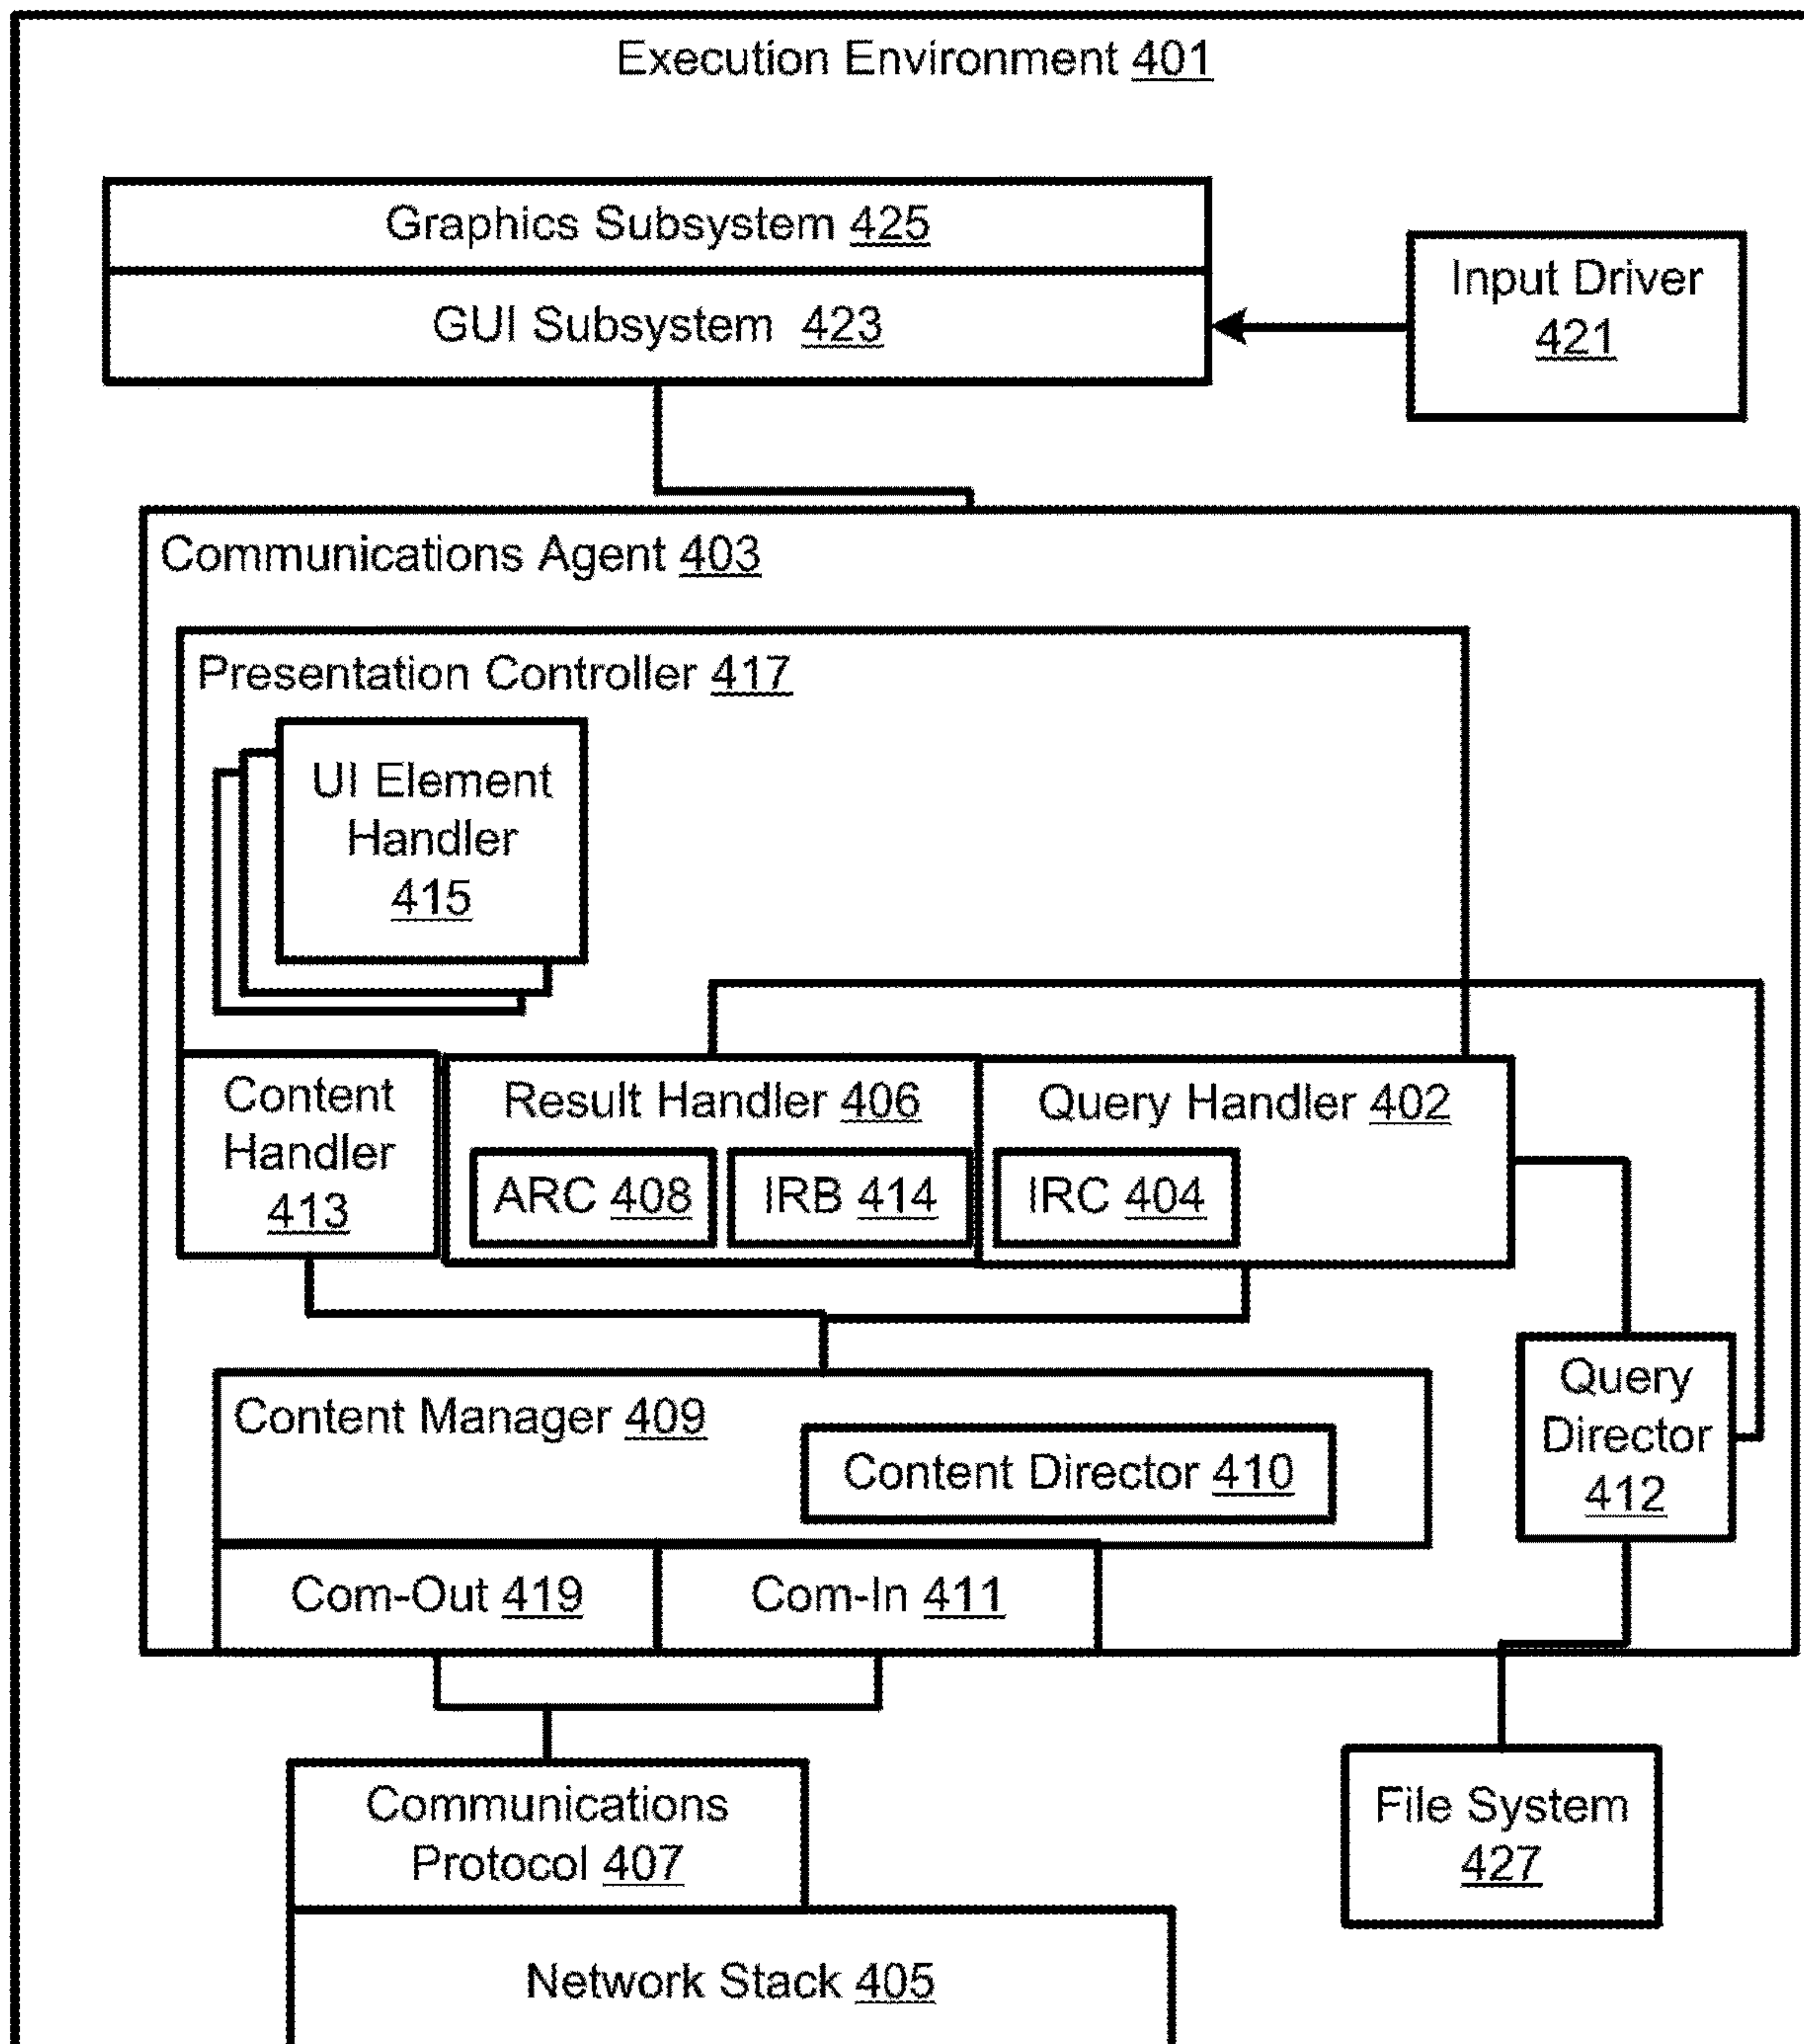 Execution Environment 401
Graphics Subsystem 425
GUI Subsystem 423
Input Driver
421
Communications Agent 403
Presentation Controller 417
UI Element
Handler
415
Content
Handler
413
Result Handler 406
ARC 408
IRB 414
Query Handler 402
IRC 404
Content Manager 409
Content Director 410
Query
Director
412
Com-Out 419
Com-In 411
Communications
Protocol 407
File System
427
Network Stack 405